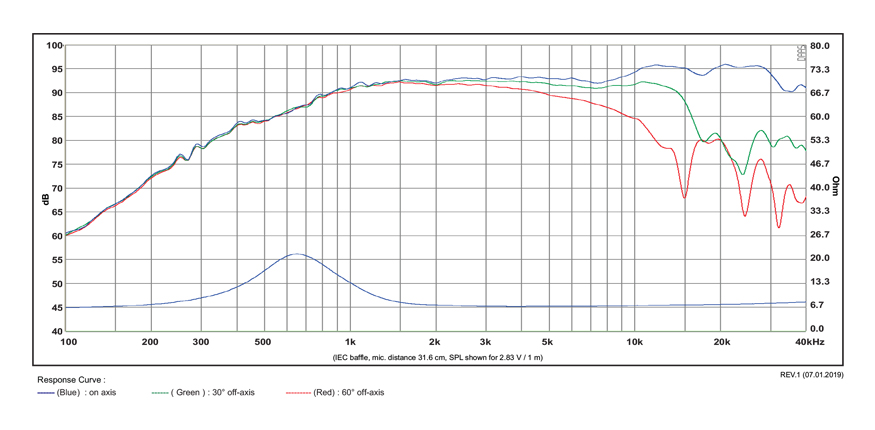 100 80.0
95 73.3
90 66.7
85 60.0
80 53.3
75 46.7
70 40.0
dB Ohm
65 33.3
60 26.7
55 20.0
50 13.3
45 6.7
40 0.0
100 200 300 500 1k 2k 3k 5k 10k 20k 40kHz
(IEC baffle, mic. distance 31.6 cm, SPL shown for 2.83 V / 1 m)
REV.1 (07.01.2019)
Response Curve :
(Blue) : on axis ( Green ) : 30° off-axis (Red) : 60° off-axis